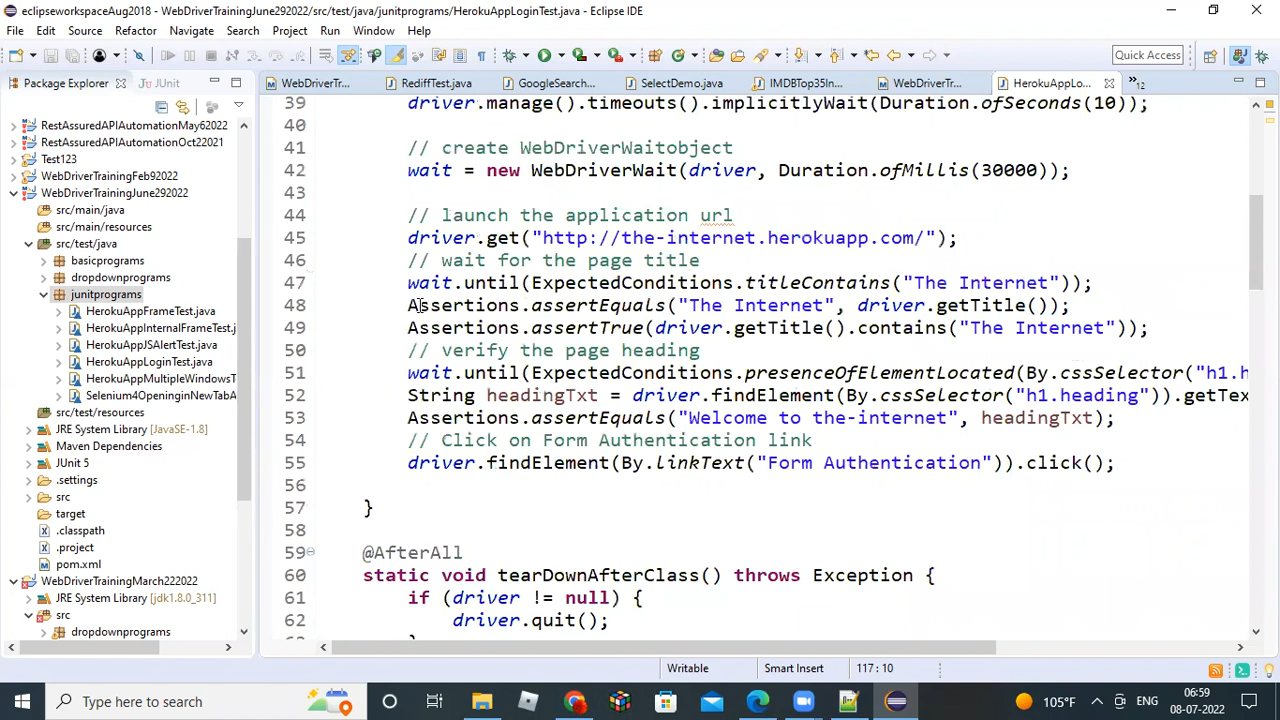 eclipseworkspaceAug2018 - WebDriverTrainingJune292022/src/test/java/junitprograms/HerokuAppLoginTest.java - Eclipse IDE
File Edit Source Refactor Navigate Search Project Run Window Help
Quick Access
Package Explorer JUnit
WebDriverTr... RediffTest.java GoogleSearch... SelectDemo.java IMDBTop35In... WebDriverTr... HerokuAppLo... »12
RestAssuredAPIAutomationMay62022
RestAssuredAPIAutomationOct22021
Test123
WebDriverTrainingFeb92022
WebDriverTrainingJune292022
src/main/java
src/main/resources
src/test/java
basicprograms
dropdownprograms
junitprograms
HerokuAppFrameTest.java
HerokuAppInternalFrameTest.j
HerokuAppJSAlertTest.java
HerokuAppLoginTest.java
HerokuAppMultipleWindowsT
Selenium4OpeninginNewTabA
src/test/resources
JRE System Library [JavaSE-1.8]
Maven Dependencies
JUnit 5
.settings
src
target
.classpath
.project
pom.xml
WebDriverTrainingMarch222022
JRE System Library [jdk1.8.0_311]
src
dropdownprograms
39 driver.manage().timeouts().implicitlyWait(Duration.ofSeconds(10));
40
41 // create WebDriverWaitobject
42 wait = new WebDriverWait(driver, Duration.ofMillis(30000));
43
44 // launch the application url
45 driver.get("http://the-internet.herokuapp.com/");
46 // wait for the page title
47 wait.until(ExpectedConditions.titleContains("The Internet"));
48 Assertions.assertEquals("The Internet", driver.getTitle());
49 Assertions.assertTrue(driver.getTitle().contains("The Internet"));
50 // verify the page heading
51 wait.until(ExpectedConditions.presenceOfElementLocated(By.cssSelector("h1.h
52 String headingTxt = driver.findElement(By.cssSelector("h1.heading")).getTex
53 Assertions.assertEquals("Welcome to the-internet", headingTxt);
54 // Click on Form Authentication link
55 driver.findElement(By.linkText("Form Authentication")).click();
56
57 }
58
59 @AfterAll
60 static void tearDownAfterClass() throws Exception {
61 if (driver != null) {
62 driver.quit();
Writable Smart Insert 117 : 10
Type here to search
105°F ENG 06:59
08-07-2022